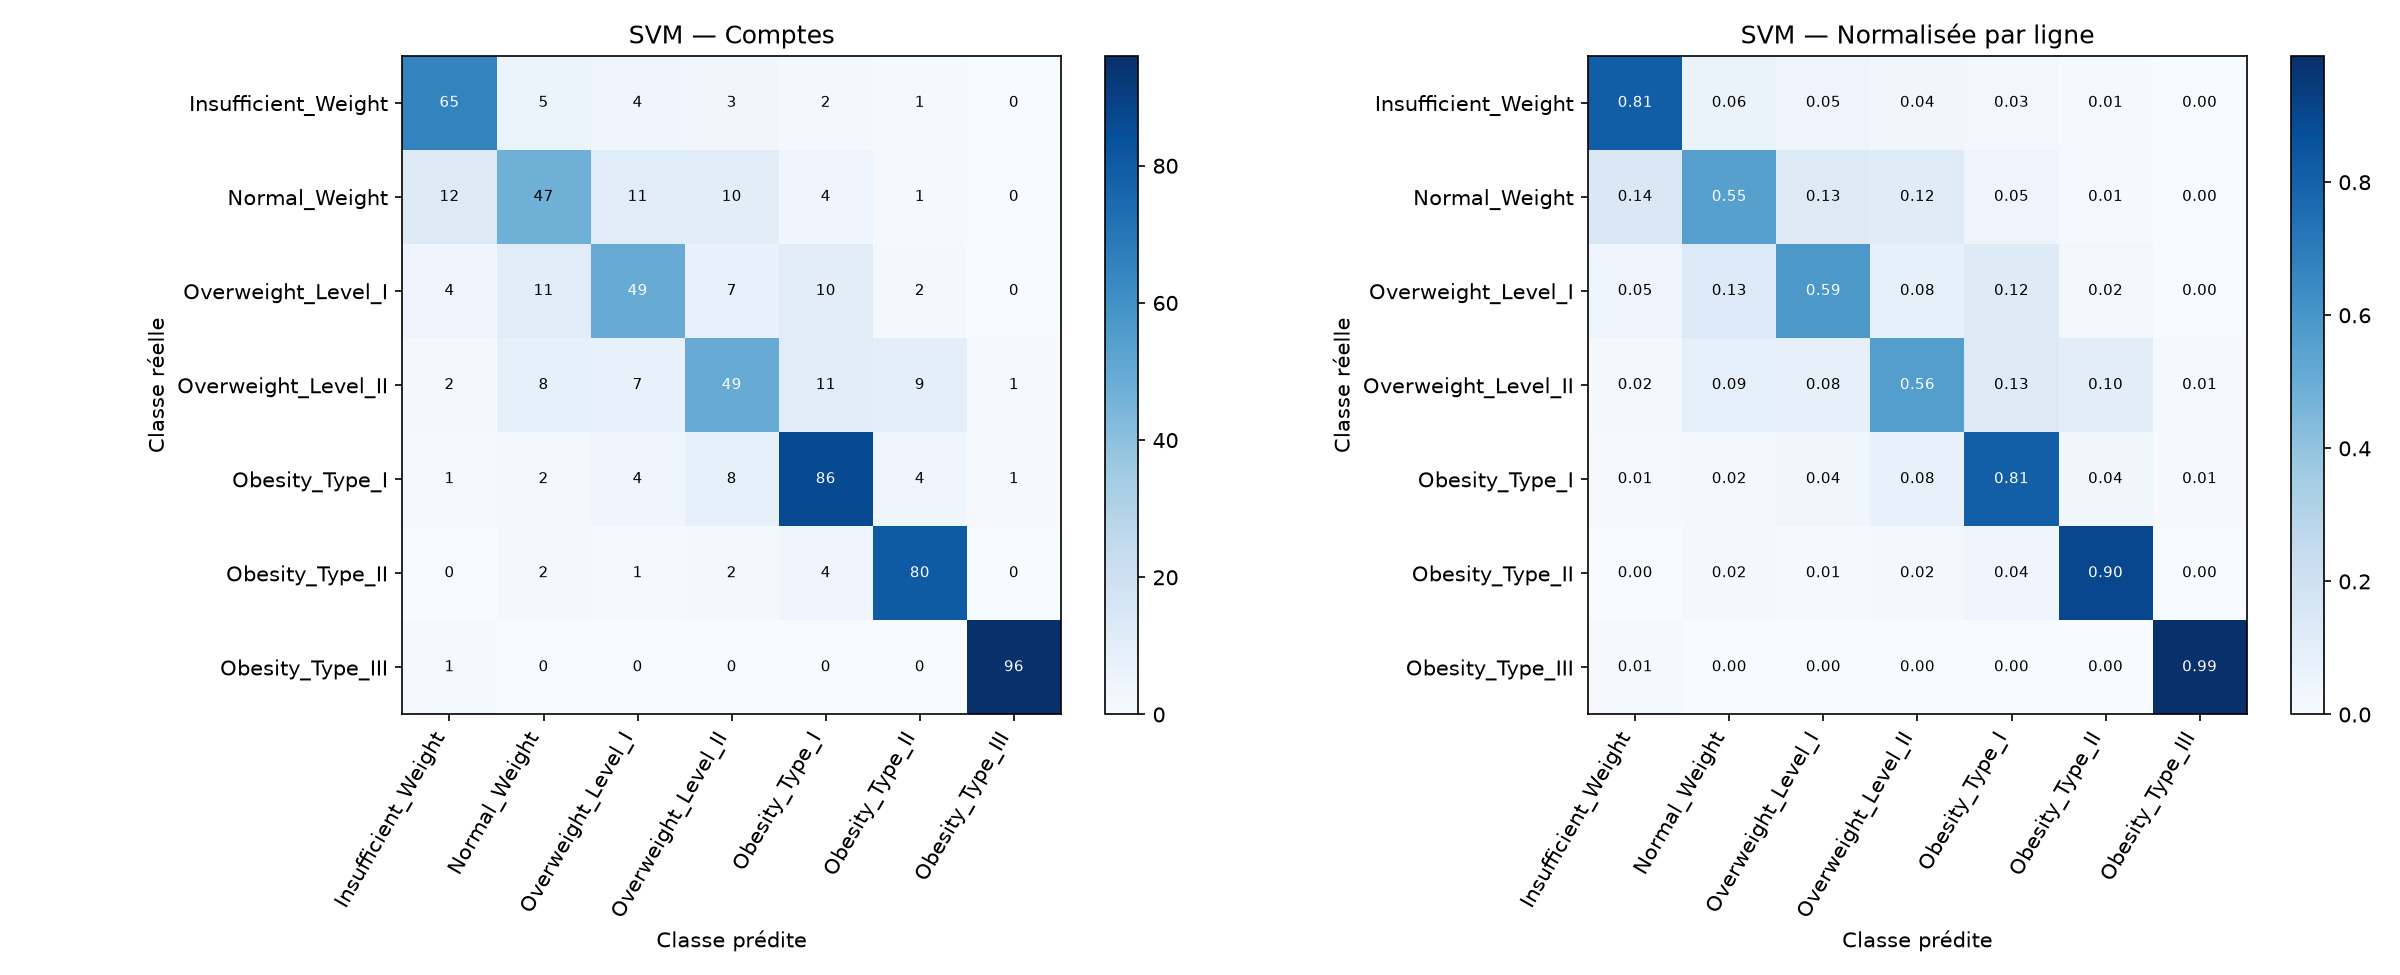 SVM — Comptes
Classe réelle
Insufficient_Weight 65 5 4 3 2 1 0
Normal_Weight 12 47 11 10 4 1 0
Overweight_Level_I 4 11 49 7 10 2 0
Overweight_Level_II 2 8 7 49 11 9 1
Obesity_Type_I 1 2 4 8 86 4 1
Obesity_Type_II 0 2 1 2 4 80 0
Obesity_Type_III 1 0 0 0 0 0 96
Insufficient_Weight
Normal_Weight
Overweight_Level_I
Overweight_Level_II
Obesity_Type_I
Obesity_Type_II
Obesity_Type_III
Classe prédite
80
60
40
20
0
SVM — Normalisée par ligne
Classe réelle
Insufficient_Weight 0.81 0.06 0.05 0.04 0.03 0.01 0.00
Normal_Weight 0.14 0.55 0.13 0.12 0.05 0.01 0.00
Overweight_Level_I 0.05 0.13 0.59 0.08 0.12 0.02 0.00
Overweight_Level_II 0.02 0.09 0.08 0.56 0.13 0.10 0.01
Obesity_Type_I 0.01 0.02 0.04 0.08 0.81 0.04 0.01
Obesity_Type_II 0.00 0.02 0.01 0.02 0.04 0.90 0.00
Obesity_Type_III 0.01 0.00 0.00 0.00 0.00 0.00 0.99
Insufficient_Weight
Normal_Weight
Overweight_Level_I
Overweight_Level_II
Obesity_Type_I
Obesity_Type_II
Obesity_Type_III
Classe prédite
0.8
0.6
0.4
0.2
0.0